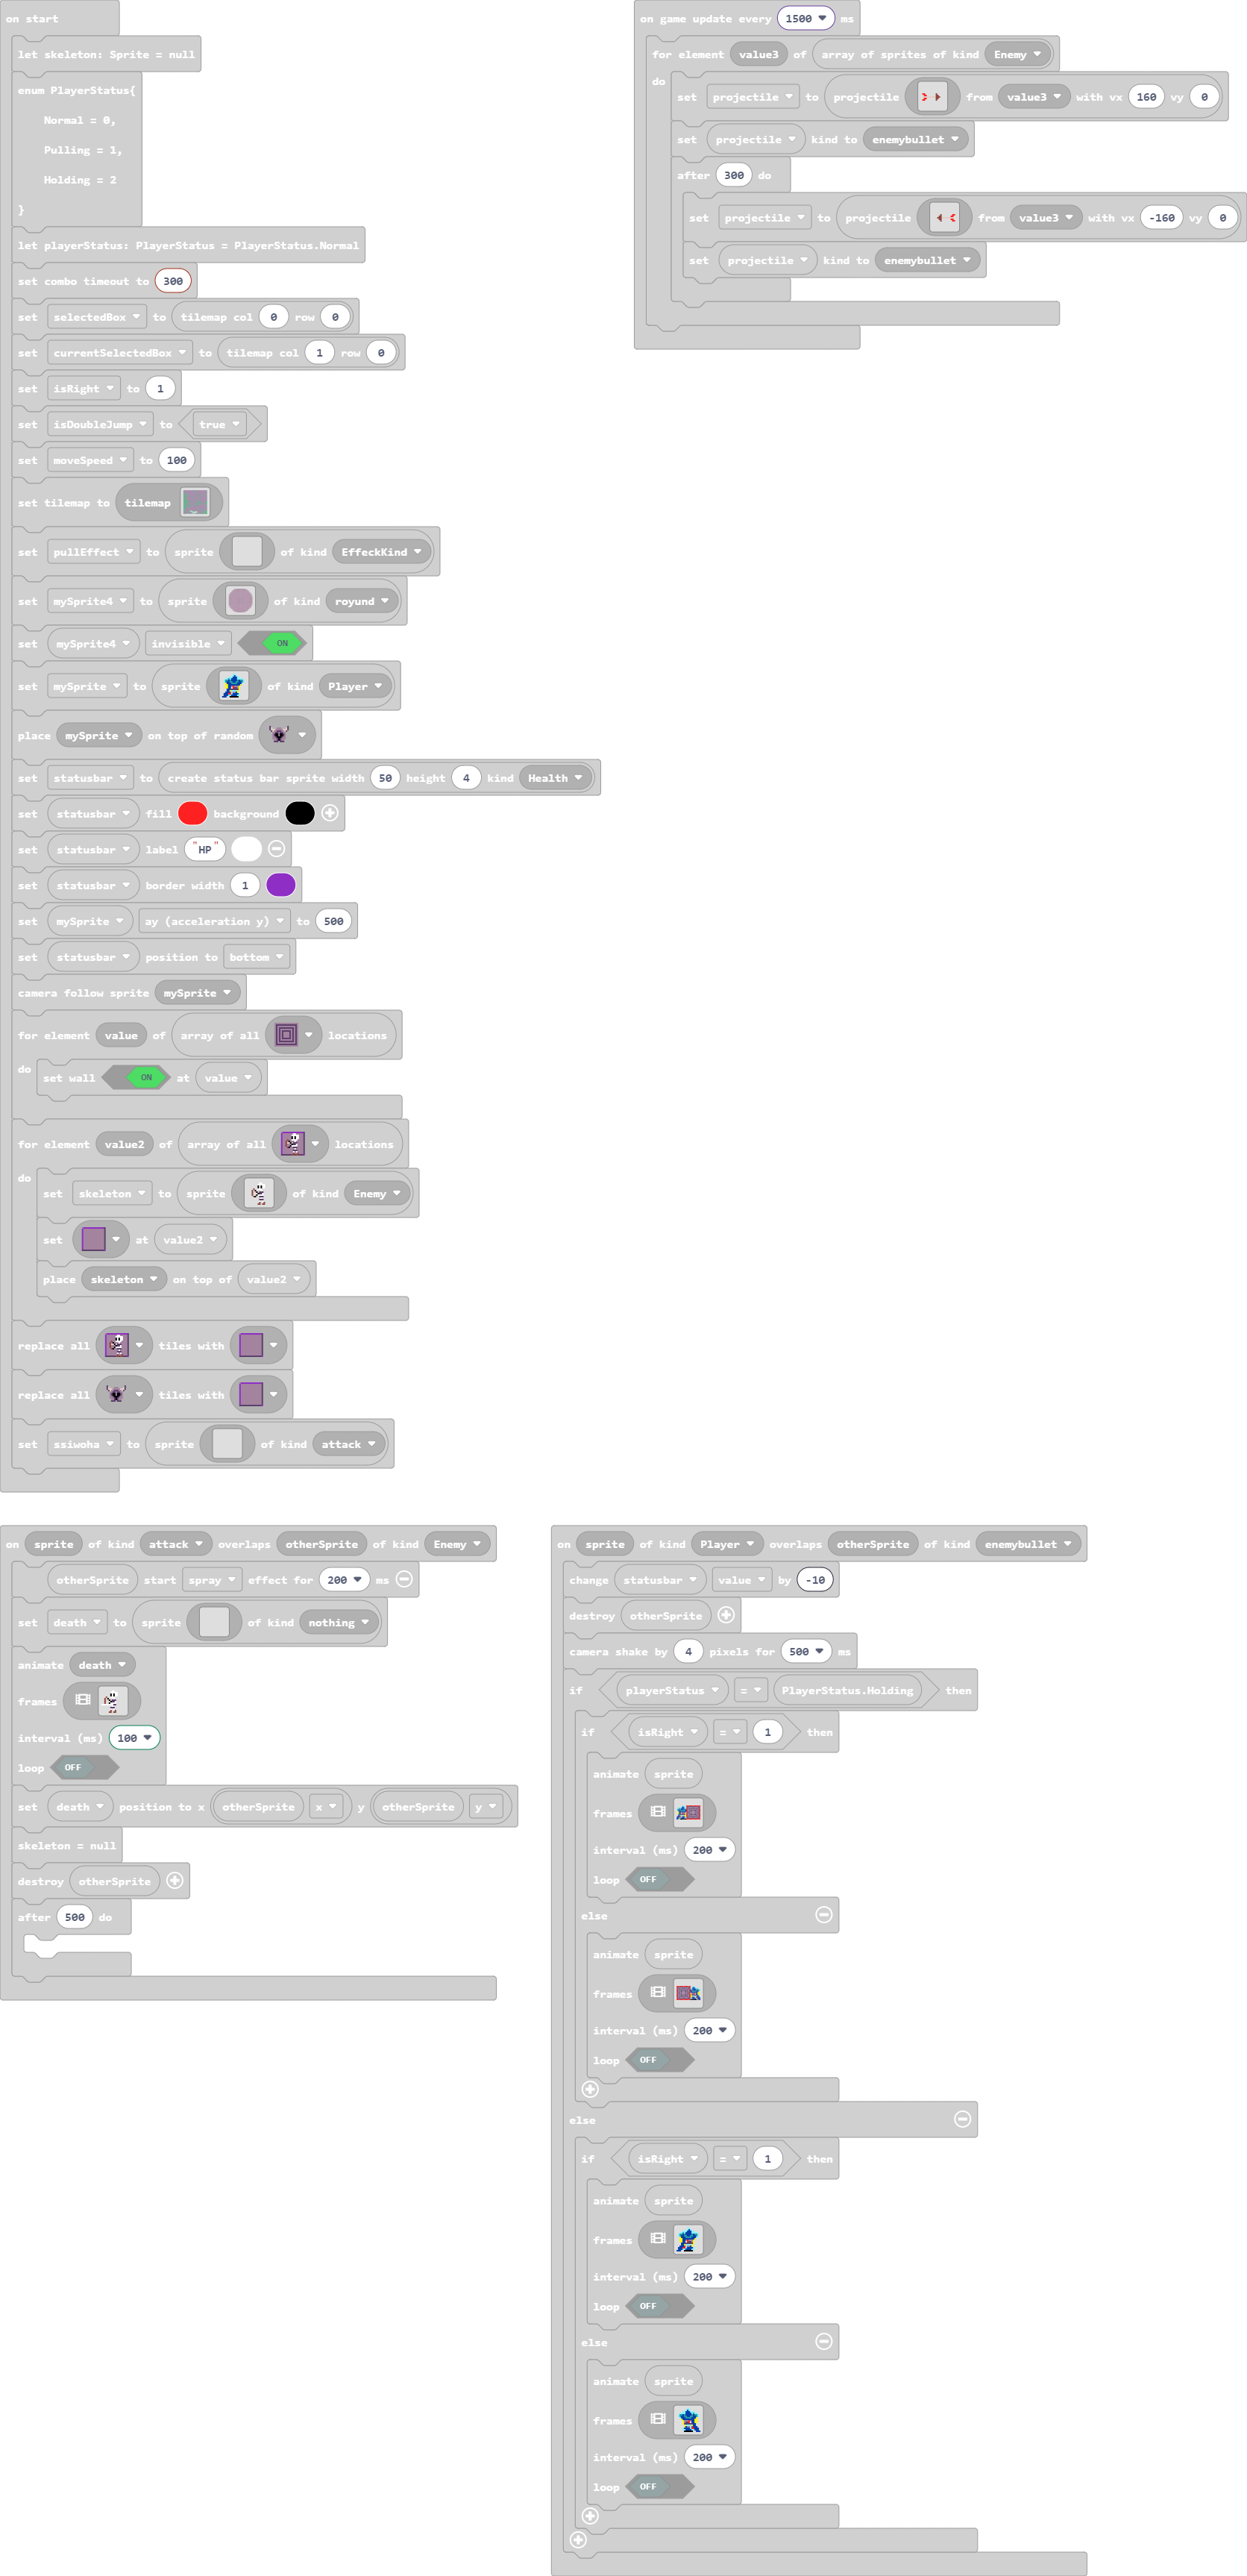 on start
let skeleton: Sprite = null
enum PlayerStatus{
Normal = 0,
Pulling = 1,
Holding = 2
}
let playerStatus: PlayerStatus = PlayerStatus.Normal
set combo timeout to 300
set selectedBox to tilemap col 0 row 0
set currentSelectedBox to tilemap col 1 row 0
set isRight to 1
set isDoubleJump to true
set moveSpeed to 100
set tilemap to tilemap
set pullEffect to sprite of kind EffeckKind
set mySprite4 to sprite of kind royund
set mySprite4 invisible ON
set mySprite to sprite of kind Player
place mySprite on top of random
set statusbar to create status bar sprite width 50 height 4 kind Health
set statusbar fill background
set statusbar label "HP"
set statusbar border width 1
set mySprite ay (acceleration y) to 500
set statusbar position to bottom
camera follow sprite mySprite
for element value of array of all locations
do
set wall ON at value
for element value2 of array of all locations
do
set skeleton to sprite of kind Enemy
set at value2
place skeleton on top of value2
replace all tiles with
replace all tiles with
set ssiwoha to sprite of kind attack
on game update every 1500 ms
for element value3 of array of sprites of kind Enemy
do
set projectile to projectile from value3 with vx 160 vy 0
set projectile kind to enemybullet
after 300 do
set projectile to projectile from value3 with vx -160 vy 0
set projectile kind to enemybullet
on sprite of kind attack overlaps otherSprite of kind Enemy
otherSprite start spray effect for 200 ms
set death to sprite of kind nothing
animate death
frames
interval (ms) 100
loop OFF
set death position to x otherSprite x y otherSprite y
skeleton = null
destroy otherSprite
after 500 do
on sprite of kind Player overlaps otherSprite of kind enemybullet
change statusbar value by -10
destroy otherSprite
camera shake by 4 pixels for 500 ms
if playerStatus = PlayerStatus.Holding then
if isRight = 1 then
animate sprite
frames
interval (ms) 200
loop OFF
else
animate sprite
frames
interval (ms) 200
loop OFF
else
if isRight = 1 then
animate sprite
frames
interval (ms) 200
loop OFF
else
animate sprite
frames
interval (ms) 200
loop OFF